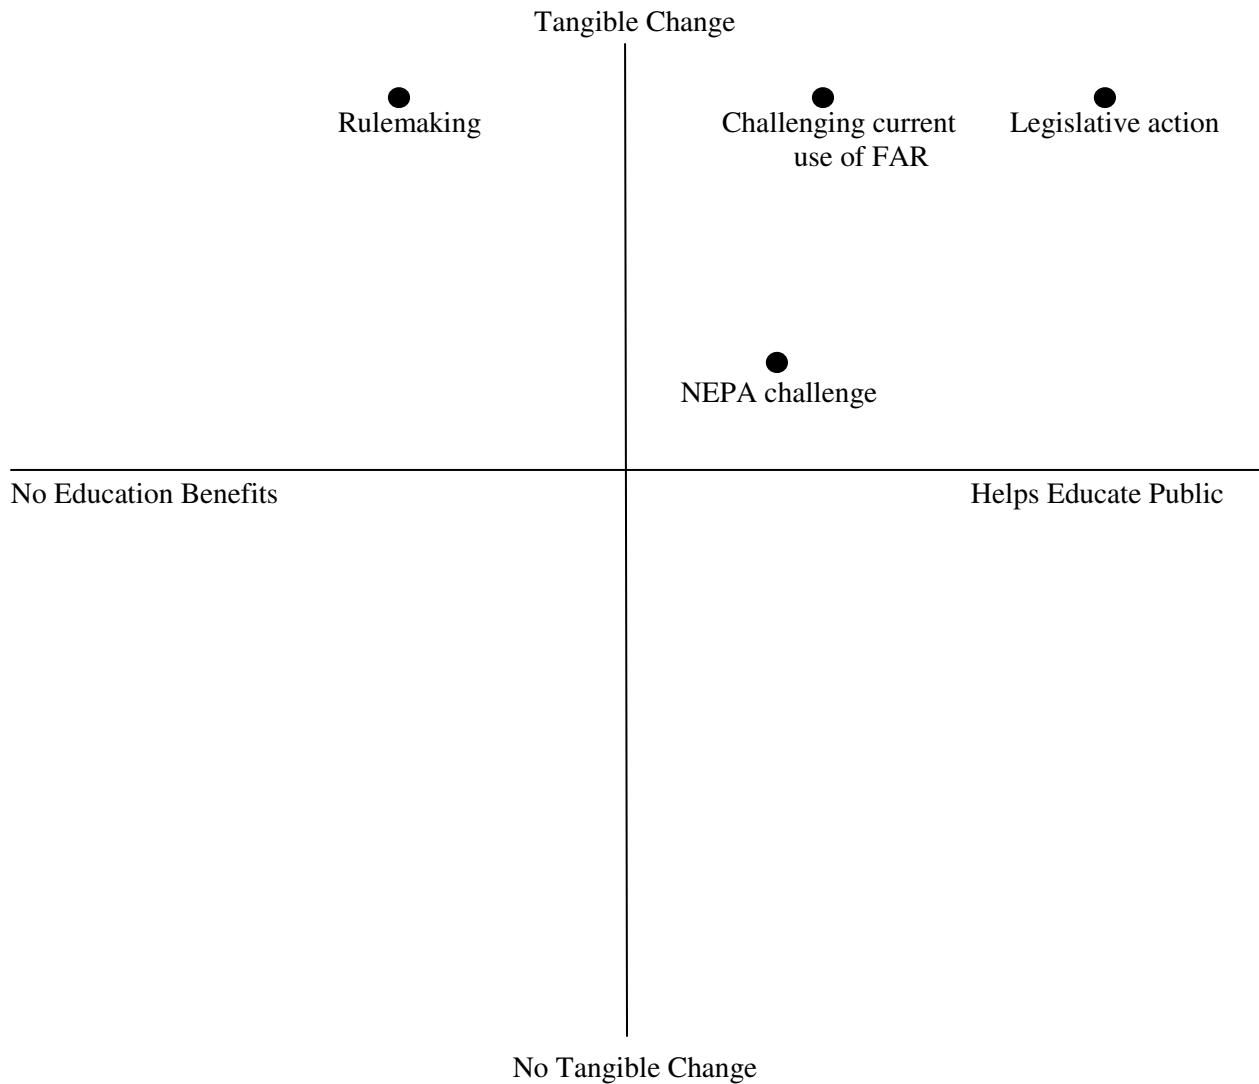 Tangible Change
Rulemaking
Challenging current
use of FAR
Legislative action
NEPA challenge
No Education Benefits
Helps Educate Public
No Tangible Change